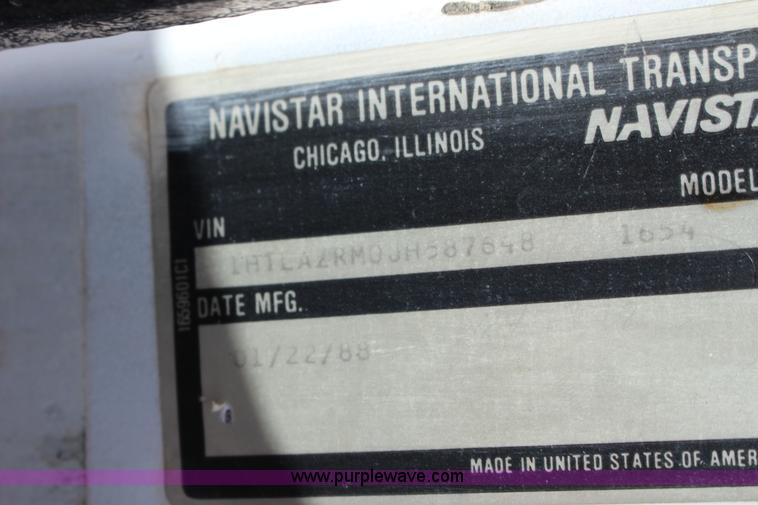 NAVISTAR INTERNATIONAL TRANSP
CHICAGO, ILLINOIS
NAVISTA
MODEL
VIN
1HTLAZRM0JH587648 1654
DATE MFG.
01/22/88
1659601C1
MADE IN UNITED STATES OF AMER
www.purplewave.com